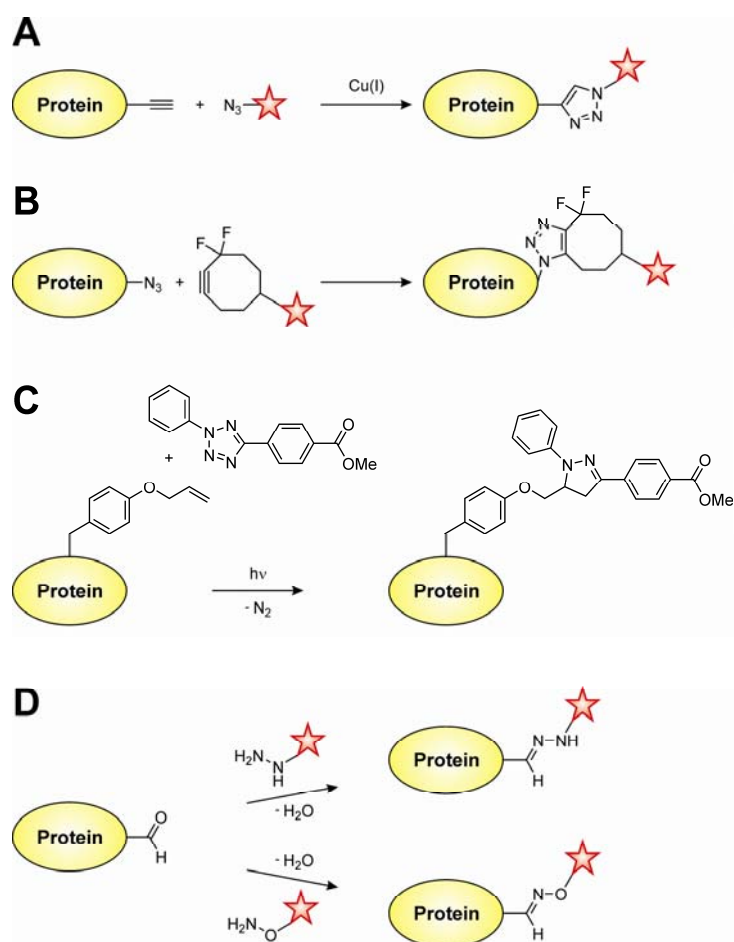 A
Protein + N3 Cu(I) Protein N N N
B
F F
Protein N3 + Protein N N N F F
C
N N N N + O OMe
O
Protein hν - N2
N N O OMe
O
Protein
D
H2N N H - H2O
Protein N NH H
Protein O H
- H2O H2N O
Protein N O H